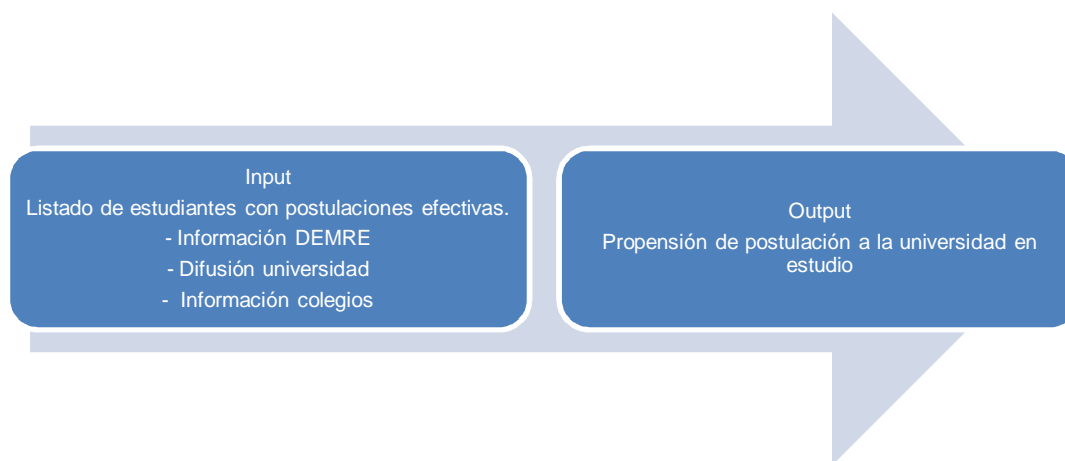 Input
Listado de estudiantes con postulaciones efectivas.
- Información DEMRE
- Difusión universidad
- Información colegios
Output
Propensión de postulación a la universidad en
estudio